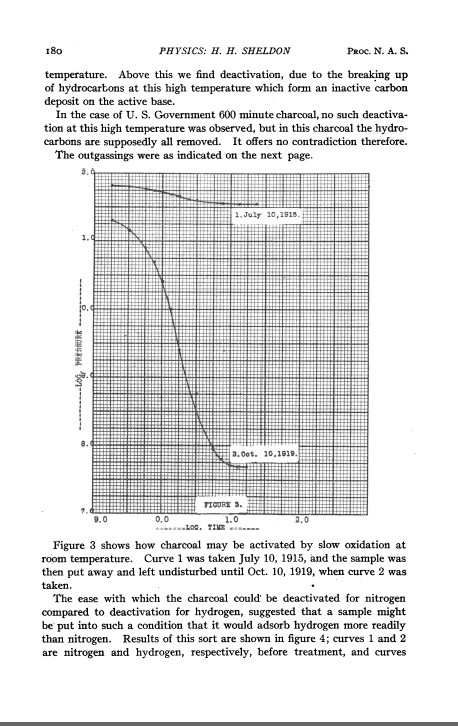 180 PHYSICS: H. H. SHELDON PROC. N. A. S.
temperature. Above this we find deactivation, due to the breaking up
of hydrocarbons at this high temperature which form an inactive carbon
deposit on the active base.
In the case of U. S. Government 600 minute charcoal, no such deactiva-
tion at this high temperature was observed, but in this charcoal the hydro-
carbons are supposedly all removed. It offers no contradiction therefore.
The outgassings were as indicated on the next page.
2.0
1.July 10,1915.
1.0
0.0
LOG. PRESSURE
9.0
8.0
2.Oct. 10,1919.
FIGURE 3.
7.0
9.0 0.0 1.0 2.0
LOG. TIME
Figure 3 shows how charcoal may be activated by slow oxidation at
room temperature. Curve 1 was taken July 10, 1915, and the sample was
then put away and left undisturbed until Oct. 10, 1919, when curve 2 was
taken.
The ease with which the charcoal could be deactivated for nitrogen
compared to deactivation for hydrogen, suggested that a sample might
be put into such a condition that it would adsorb hydrogen more readily
than nitrogen. Results of this sort are shown in figure 4; curves 1 and 2
are nitrogen and hydrogen, respectively, before treatment, and curves